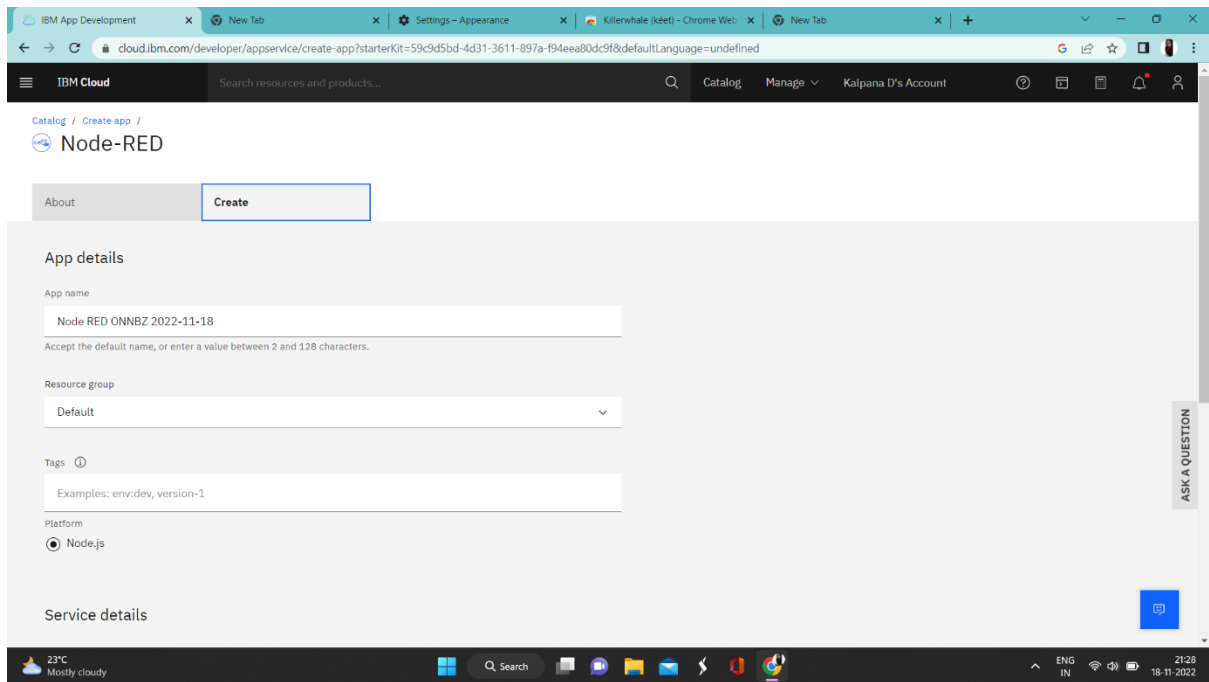 IBM App Development
New Tab
Settings – Appearance
Killerwhale (kéet) - Chrome Web
New Tab
cloud.ibm.com/developer/appservice/create-app?starterKit=59c9d5bd-4d31-3611-897a-f94eea80dc9f&defaultLanguage=undefined
IBM Cloud
Search resources and products...
Catalog
Manage
Kalpana D's Account
Catalog / Create app /
Node-RED
About
Create
App details
App name
Node RED ONNBZ 2022-11-18
Accept the default name, or enter a value between 2 and 128 characters.
Resource group
Default
Tags
Examples: env:dev, version-1
Platform
Node.js
Service details
ASK A QUESTION
23°C
Mostly cloudy
Search
ENG
IN
21:28
18-11-2022